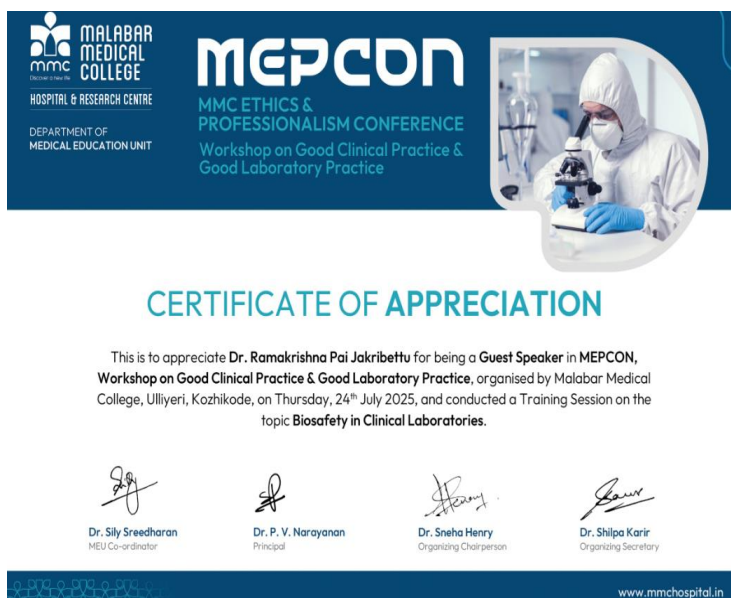 MALABAR
MEDICAL
COLLEGE
mmc
Discover a New life
HOSPITAL & RESEARCH CENTRE
DEPARTMENT OF
MEDICAL EDUCATION UNIT
MEPCON
MMC ETHICS &
PROFESSIONALISM CONFERENCE
Workshop on Good Clinical Practice &
Good Laboratory Practice
CERTIFICATE OF APPRECIATION
This is to appreciate Dr. Ramakrishna Pai Jakribettu for being a Guest Speaker in MEPCON,
Workshop on Good Clinical Practice & Good Laboratory Practice, organised by Malabar Medical
College, Ulliyeri, Kozhikode, on Thursday, 24th July 2025, and conducted a Training Session on the
topic Biosafety in Clinical Laboratories.
Dr. Sily Sreedharan
MEU Co-ordinator
Dr. P. V. Narayanan
Principal
Dr. Sneha Henry
Organizing Chairperson
Dr. Shilpa Karir
Organizing Secretary
www.mmchospital.in